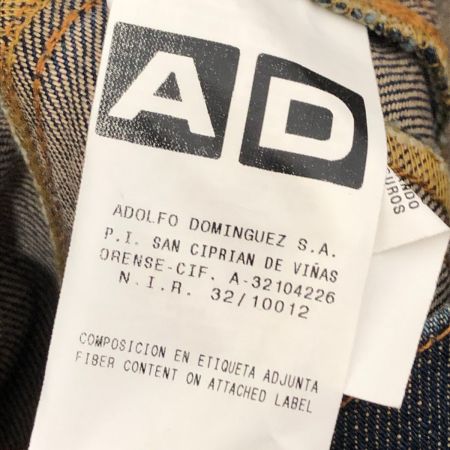 AD
ADOLFO DOMINGUEZ S.A.
P.I. SAN CIPRIAN DE VIÑAS
ORENSE-CIF. A-32104226
N.I.R. 32/10012
COMPOSICION EN ETIQUETA ADJUNTA
FIBER CONTENT ON ATTACHED LABEL